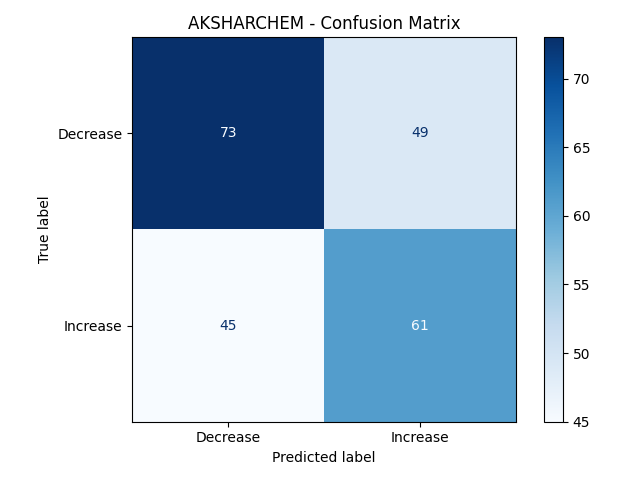 AKSHARCHEM - Confusion Matrix
True label
Decrease
73
49
Increase
45
61
Decrease
Increase
Predicted label
70
65
60
55
50
45